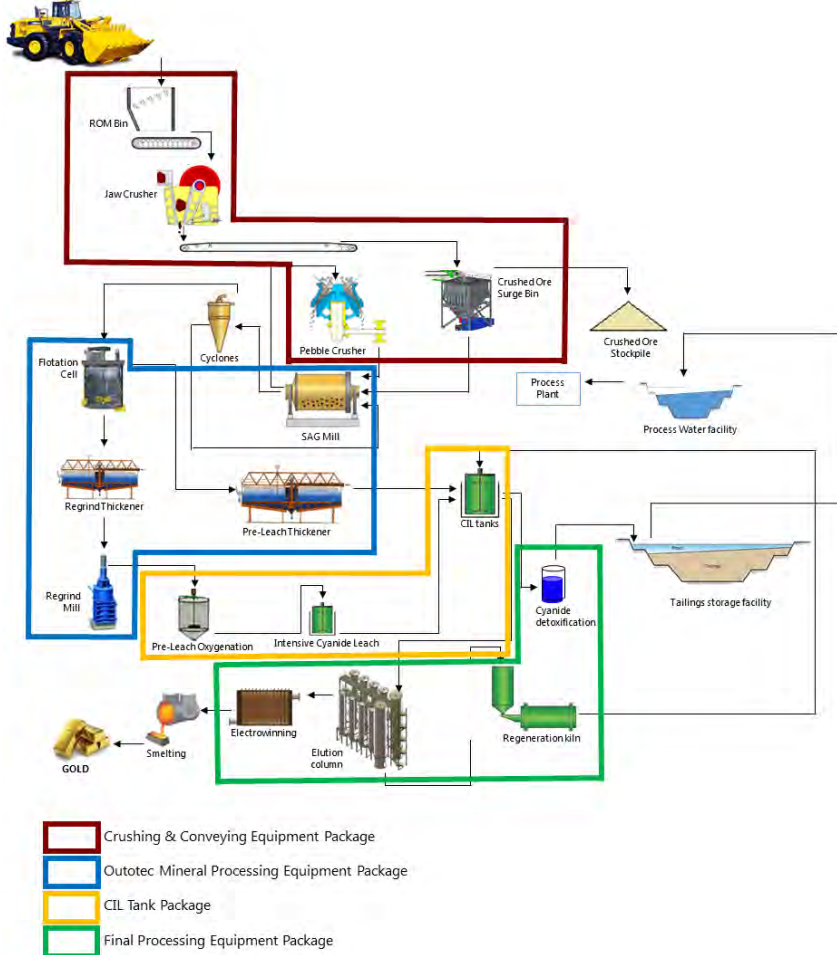 ROM Bin
Jaw Crusher
Crushed Ore
Surge Bin
Cyclones
Pebble Crusher
Crushed Ore
Stockpile
Flotation
Cell
Process
Plant
SAG Mill
Process Water facility
Regrind Thickener
Pre-Leach Thickener
CIL tanks
Regrind
Mill
Cyanide
detoxification
Tailings storage facility
Pre-Leach Oxygenation
Intensive Cyanide Leach
Electrowinning
Regeneration kiln
Elution
column
Smelting
GOLD
Crushing & Conveying Equipment Package
Outotec Mineral Processing Equipment Package
CIL Tank Package
Final Processing Equipment Package